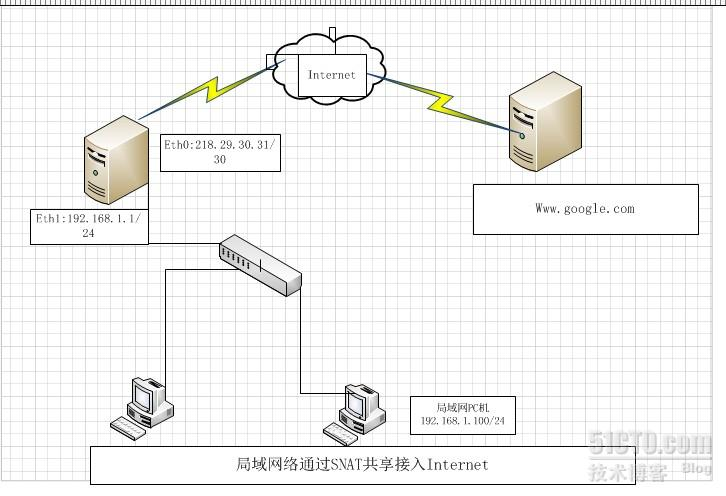 Internet
Eth0:218.29.30.31/
30
Eth1:192.168.1.1/
24
Www.google.com
局域网PC机
192.168.1.100/24
局域网络通过SNAT共享接入Internet
51CTO.com
技术博客 Blog